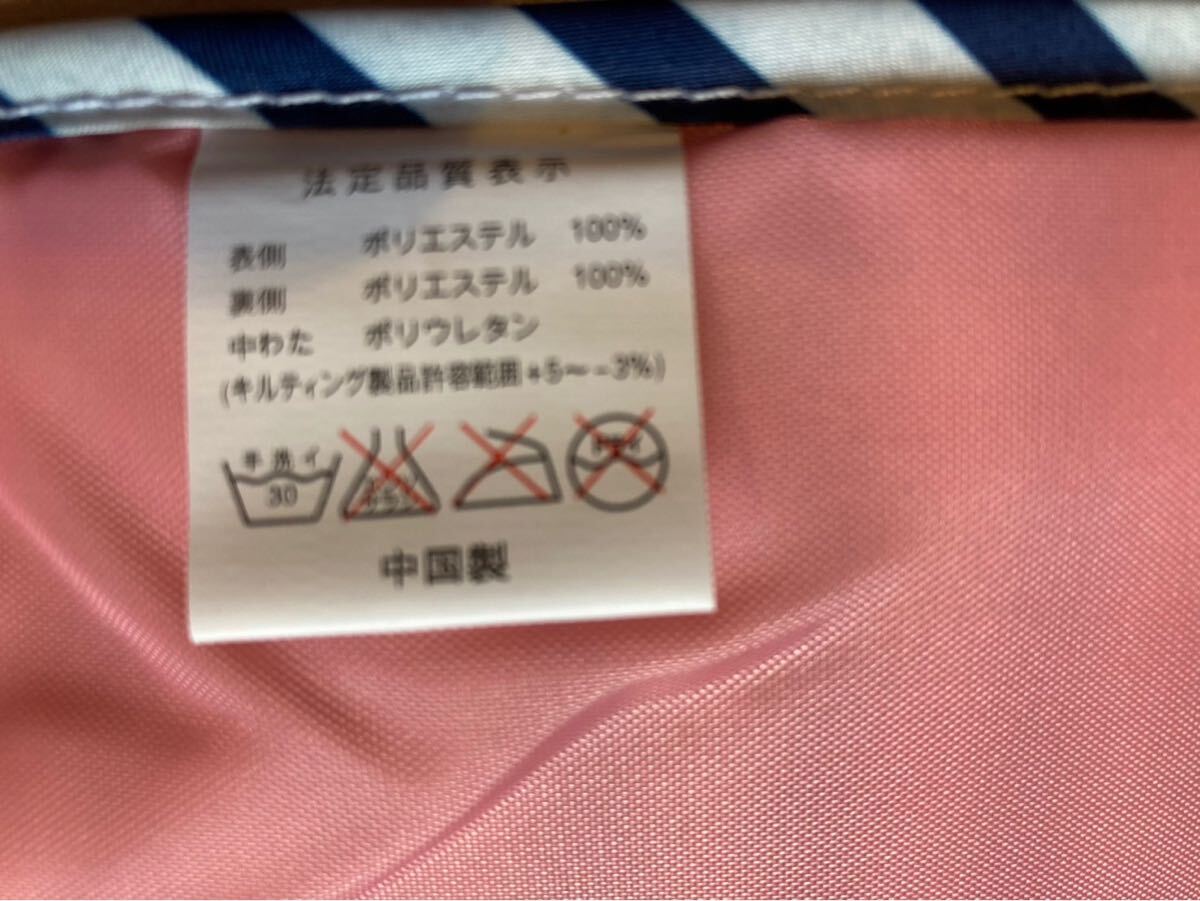 法定品質表示
表側 ポリエステル 100%
裏側 ポリエステル 100%
中わた ポリウレタン
(キルティング製品許容範囲+5〜-3%)
手洗イ
30
中国製